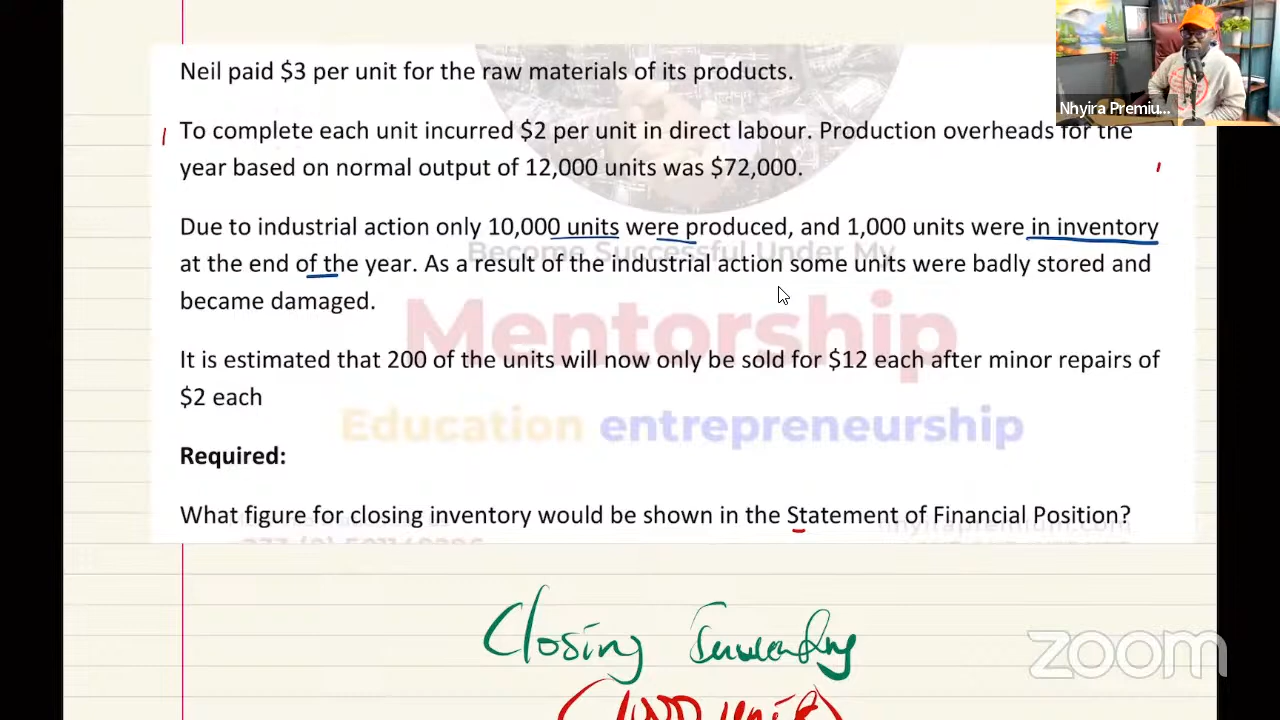 Neil paid $3 per unit for the raw materials of its products.
Nhyira Premiu...
To complete each unit incurred $2 per unit in direct labour. Production overheads for the
year based on normal output of 12,000 units was $72,000.
Due to industrial action only 10,000 units were produced, and 1,000 units were in inventory
Become Successful Under My
at the end of the year. As a result of the industrial action some units were badly stored and
became damaged.
Mentorship
It is estimated that 200 of the units will now only be sold for $12 each after minor repairs of
$2 each
Education entrepreneurship
Required:
What figure for closing inventory would be shown in the Statement of Financial Position?
Closing Inventory
zoom
(1000 units)